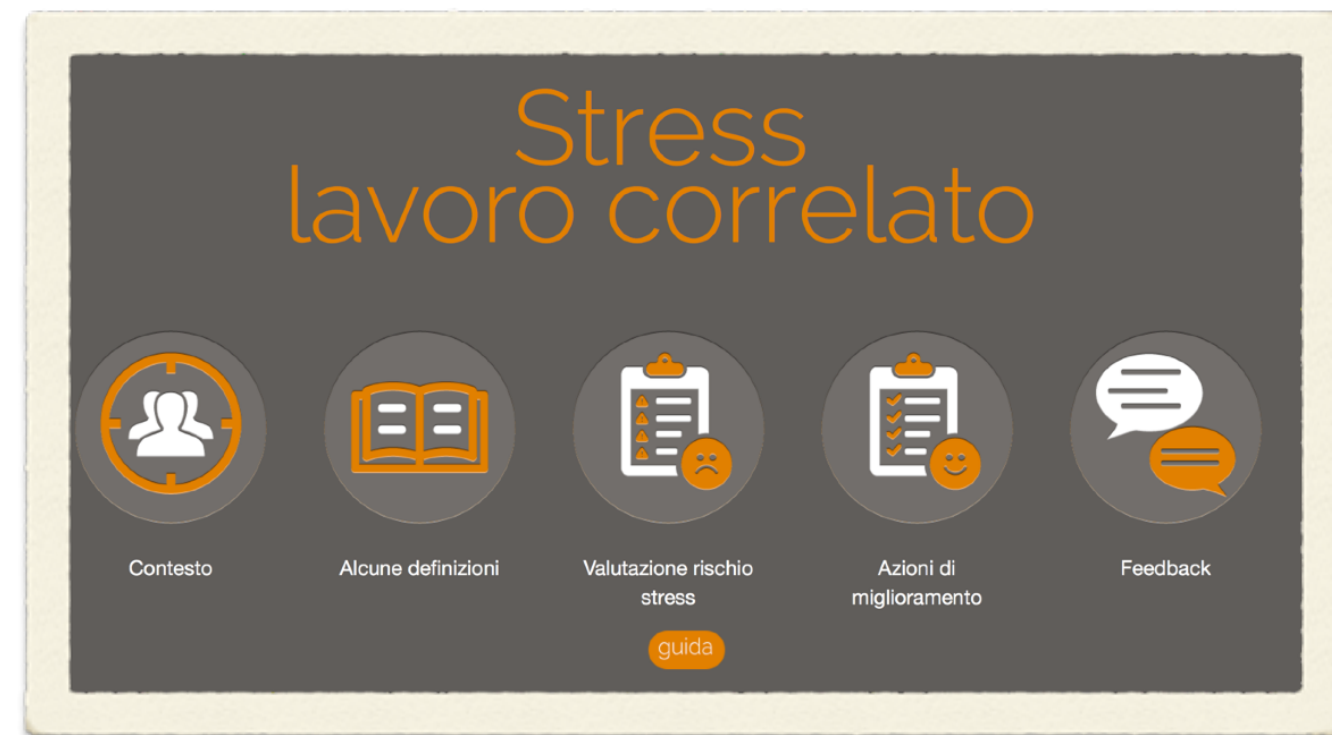 Stress
lavoro correlato
Contesto
Alcune definizioni
Valutazione rischio
stress
Azioni di
miglioramento
Feedback
guida